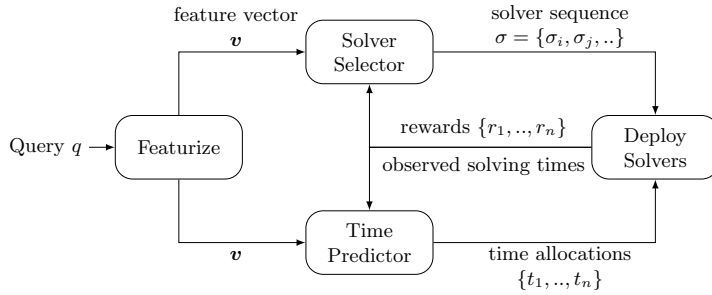 feature vector
v
Solver
Selector
solver sequence
σ = {σᵢ, σⱼ, ..}
Query q
Featurize
rewards {r₁, .., rₙ}
observed solving times
Deploy
Solvers
v
Time
Predictor
time allocations
{t₁, .., tₙ}